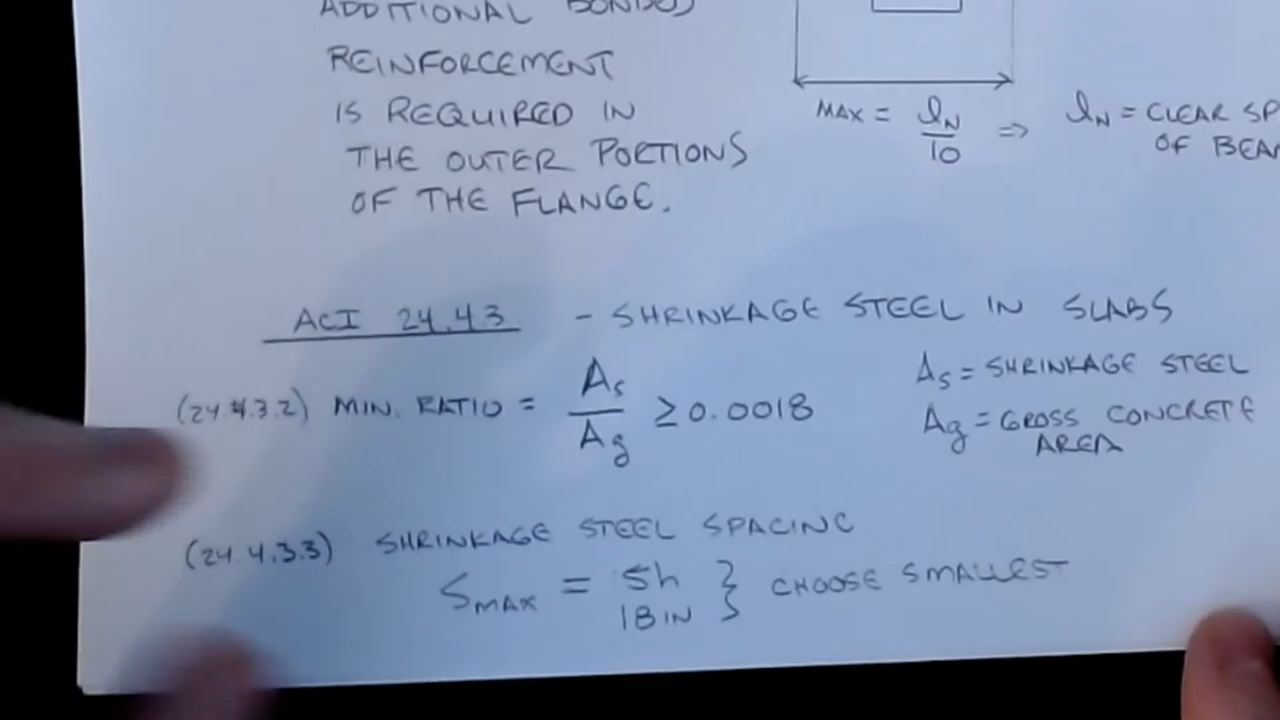 ADDITIONAL BONDED
REINFORCEMENT
IS REQUIRED IN
THE OUTER PORTIONS
OF THE FLANGE.
MAX = lN/10 => lN = CLEAR
OF
ACI 24.4.3 - SHRINKAGE STEEL IN SLABS
(24.4.3.2) MIN. RATIO = As/Ag ≥ 0.0018
As = SHRINKAGE STEEL
Ag = GROSS CONCRETE
AREA
(24.4.3.3) SHRINKAGE STEEL SPACING
SMAX = 5h } CHOOSE SMALLEST
18 IN